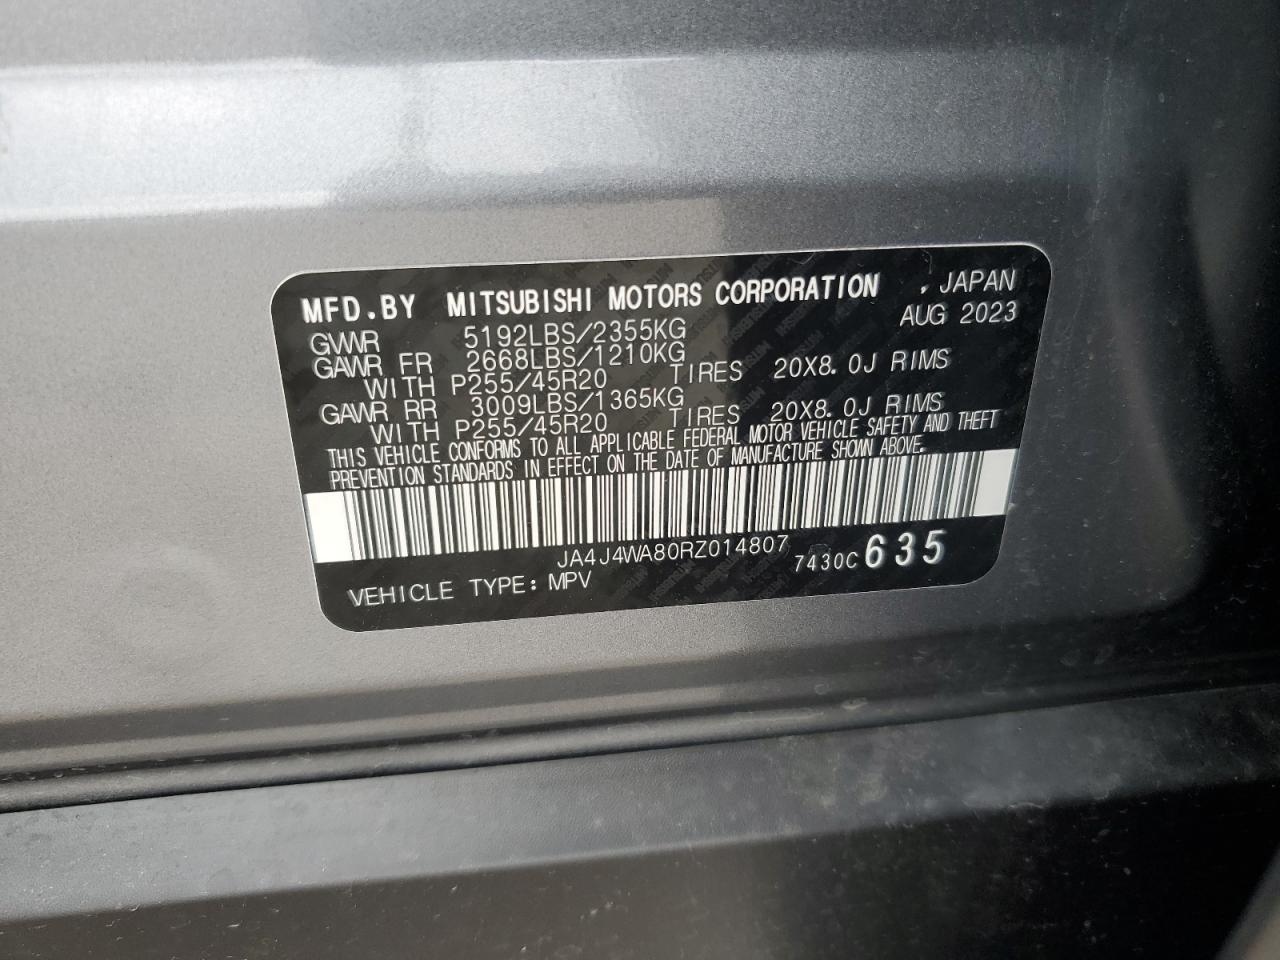 MFD.BY MITSUBISHI MOTORS CORPORATION , JAPAN
AUG 2023
GVWR 5192LBS/2355KG
GAWR FR 2668LBS/1210KG
WITH P255/45R20 TIRES 20X8.0J RIMS
GAWR RR 3009LBS/1365KG
WITH P255/45R20 TIRES 20X8.0J RIMS
THIS VEHICLE CONFORMS TO ALL APPLICABLE FEDERAL MOTOR VEHICLE SAFETY AND THEFT
PREVENTION STANDARDS IN EFFECT ON THE DATE OF MANUFACTURE SHOWN ABOVE.
JA4J4WA80RZ014807 7430C 635
VEHICLE TYPE: MPV